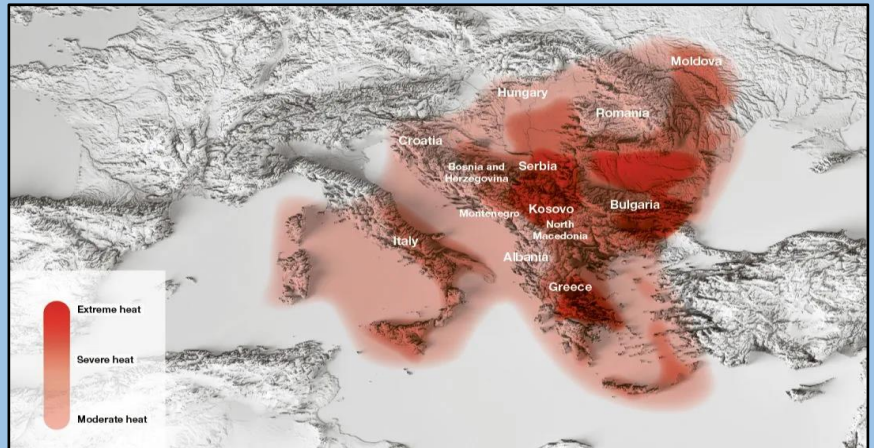 Moldova
Hungary
Romania
Croatia
Bosnia and
Herzegovina
Serbia
Montenegro
Kosovo
Bulgaria
North
Macedonia
Italy
Albania
Greece
Extreme heat
Severe heat
Moderate heat